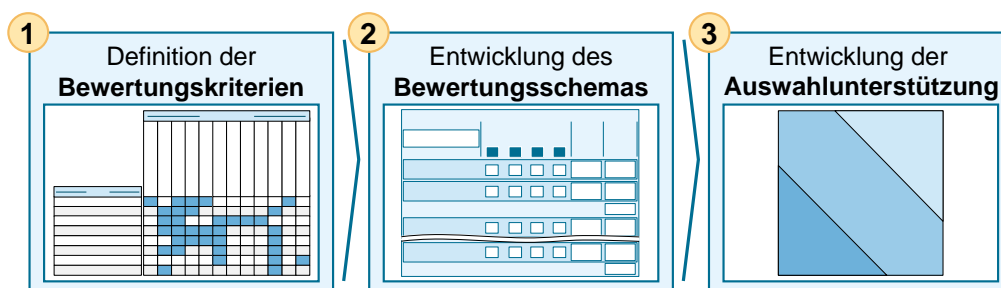 1
Definition der
Bewertungskriterien
2
Entwicklung des
Bewertungsschemas
3
Entwicklung der
Auswahlunterstützung